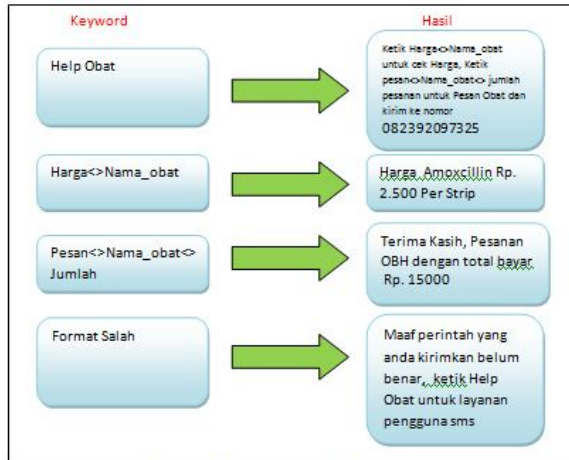 Keyword
Hasil
Help Obat
Ketik Harga<>Nama_obat
untuk cek Harga, Ketik
pesan<>Nama_obat<> jumlah
pesanan untuk Pesan Obat dan
kirim ke nomor
082392097325
Harga<>Nama_obat
Harga Amoxcillin Rp.
2.500 Per Strip
Pesan<>Nama_obat<>
Jumlah
Terima Kasih, Pesanan
OBH dengan total bayar
Rp. 15000
Format Salah
Maaf perintah yang
anda kirimkan belum
benar, ketik Help
Obat untuk layanan
pengguna sms